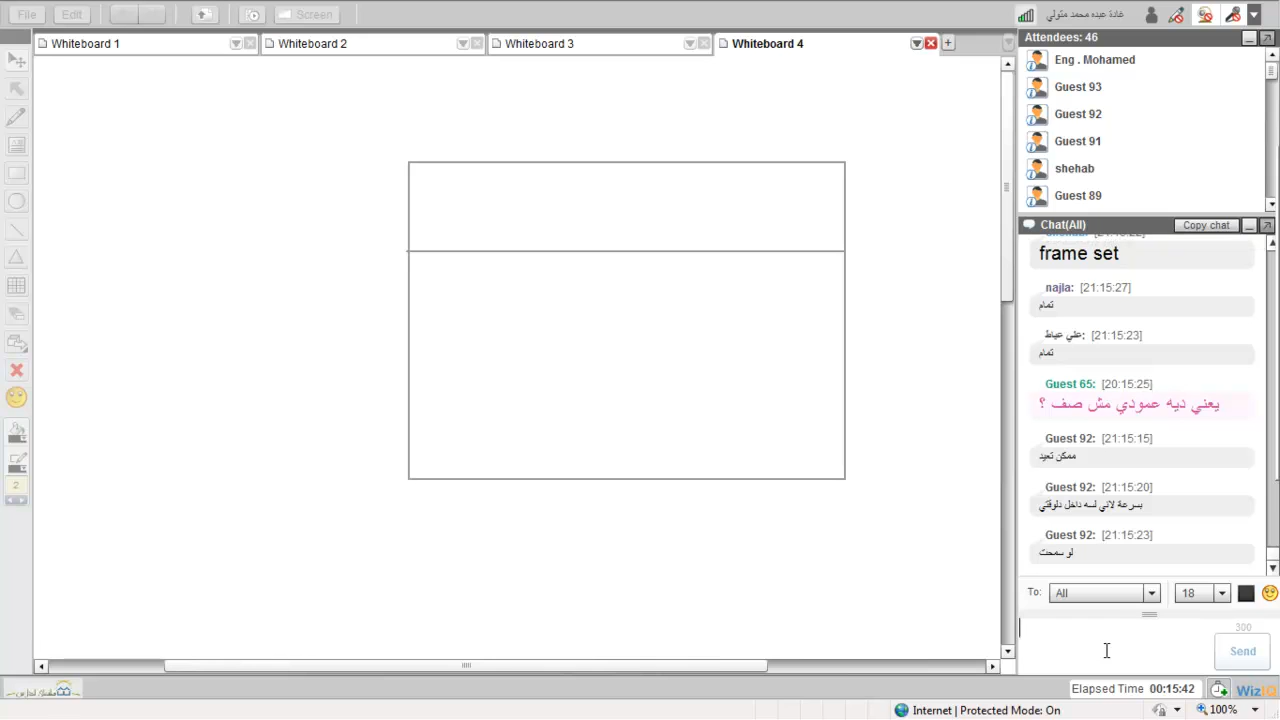 File
Edit
Screen
غادة عبده محمد متولي
Whiteboard 1
Whiteboard 2
Whiteboard 3
Whiteboard 4
Attendees: 46
Eng . Mohamed
Guest 93
Guest 92
Guest 91
shehab
Guest 89
Chat(All)
Copy chat
frame set
najla: [21:15:27]
تمام
علي عياط: [21:15:23]
تمام
Guest 65: [20:15:25]
يعني ديه عمودي مش صف ؟
Guest 92: [21:15:15]
ممكن تعيد
Guest 92: [21:15:20]
بسرعة لاني لسه داخل دلوقتي
Guest 92: [21:15:23]
لو سمحت
To:
All
18
300
Send
2
Elapsed Time 00:15:42
WizIQ
Internet | Protected Mode: On
100%